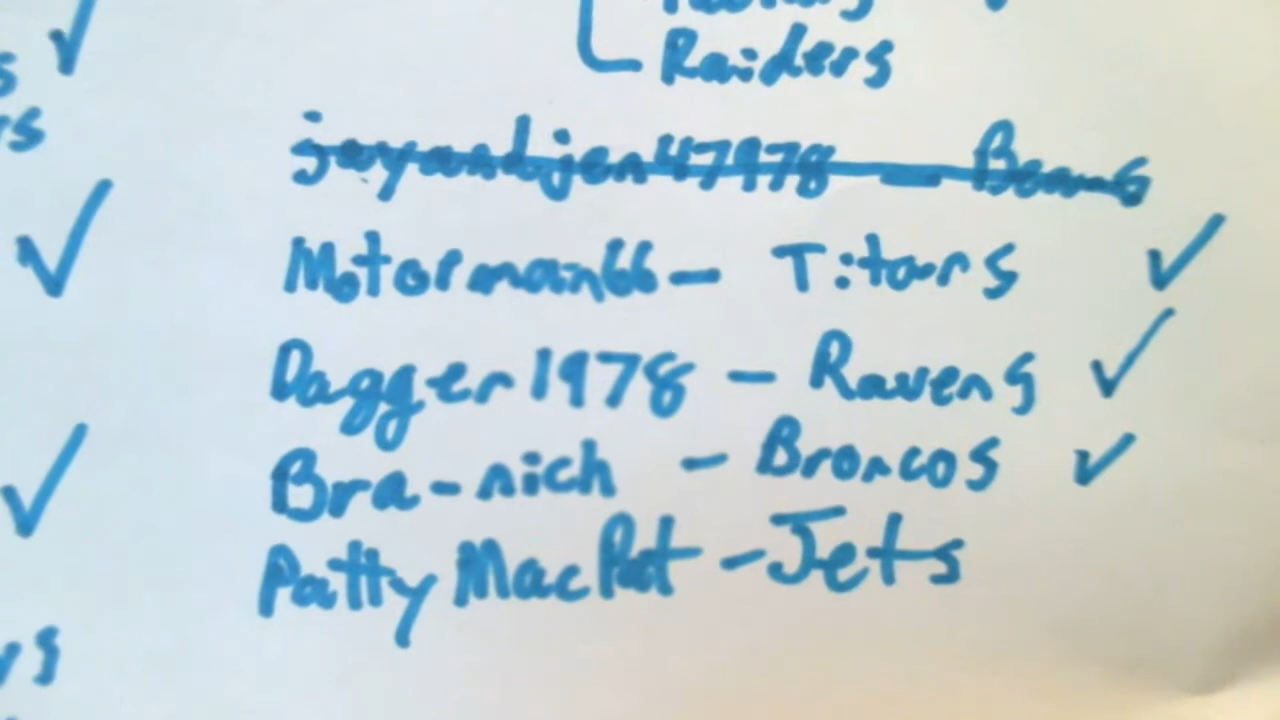 Raiders
jayandjen47978 — Bears
Motorman66 — Titans ✓
Dagger1978 — Ravens ✓
Bra-nich - Broncos ✓
PattyMacPat - Jets